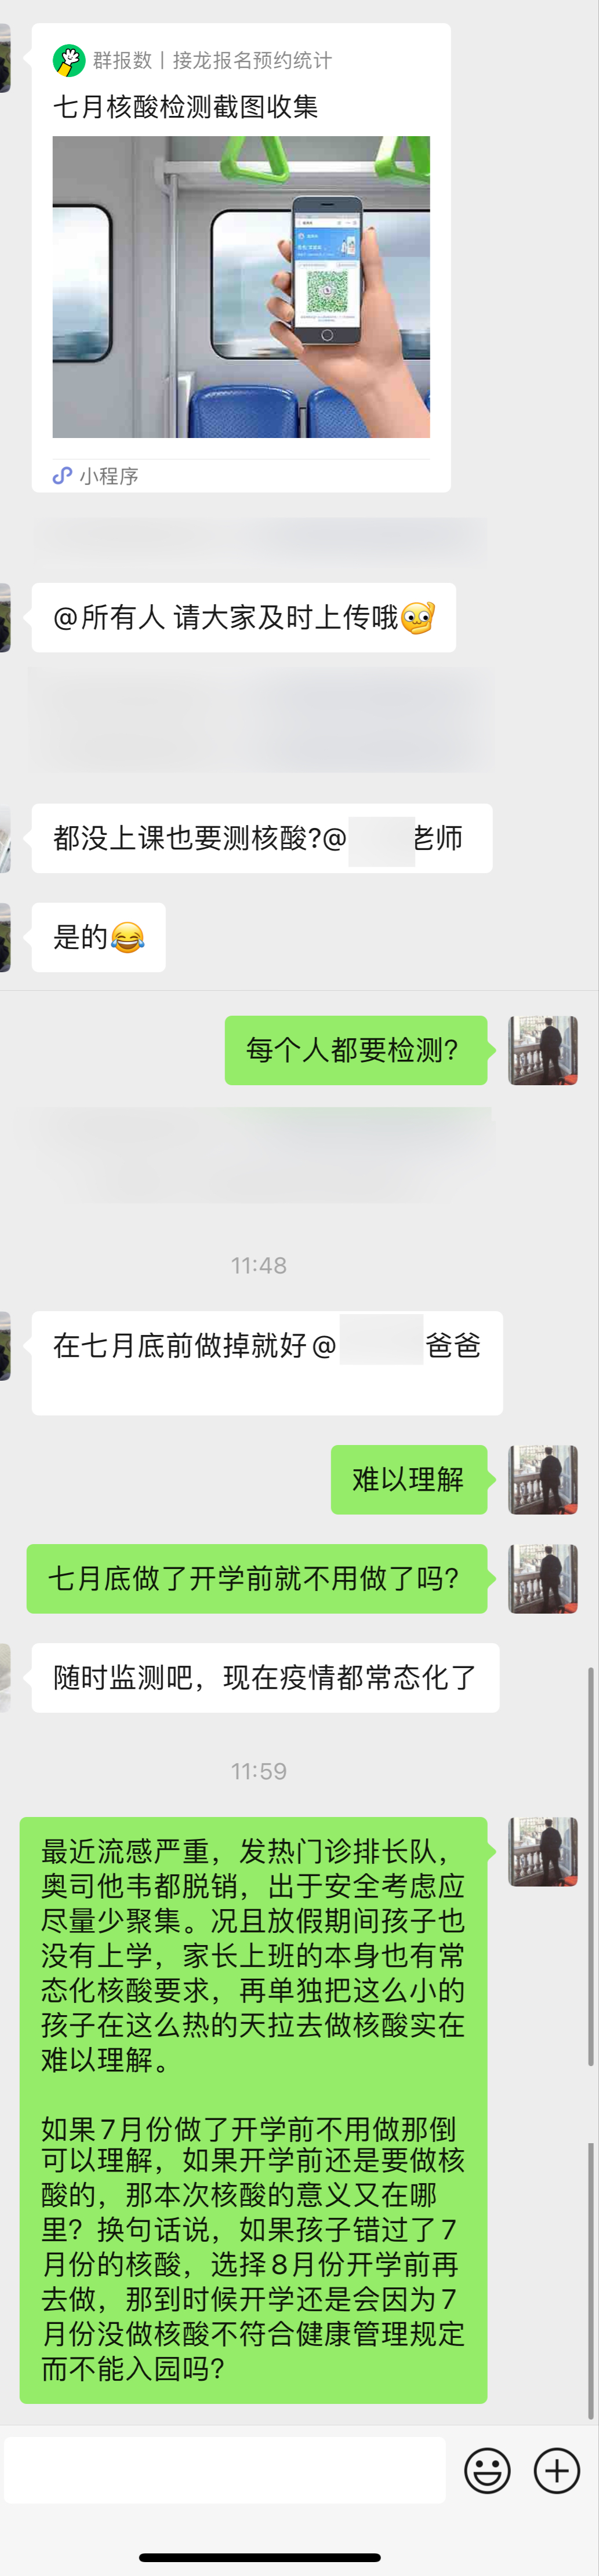 群报数丨接龙报名预约统计
七月核酸检测截图收集
小程序
@所有人 请大家及时上传哦
都没上课也要测核酸?@
老师
是的😂
每个人都要检测?
11:48
在七月底前做掉就好@
爸爸
难以理解
七月底做了开学前就不用做了吗?
随时监测吧，现在疫情都常态化了
11:59
最近流感严重，发热门诊排长队，
奥司他韦都脱销，出于安全考虑应
尽量少聚集。况且放假期间孩子也
没有上学，家长上班的本身也有常
态化核酸要求，再单独把这么小的
孩子在这么热的天拉去做核酸实在
难以理解。
如果7月份做了开学前不用做那倒
可以理解，如果开学前还是要做核
酸的，那本次核酸的意义又在哪
里？换句话说，如果孩子错过了7
月份的核酸，选择8月份开学前再
去做，那到时候开学还是会因为7
月份没做核酸不符合健康管理规定
而不能入园吗?